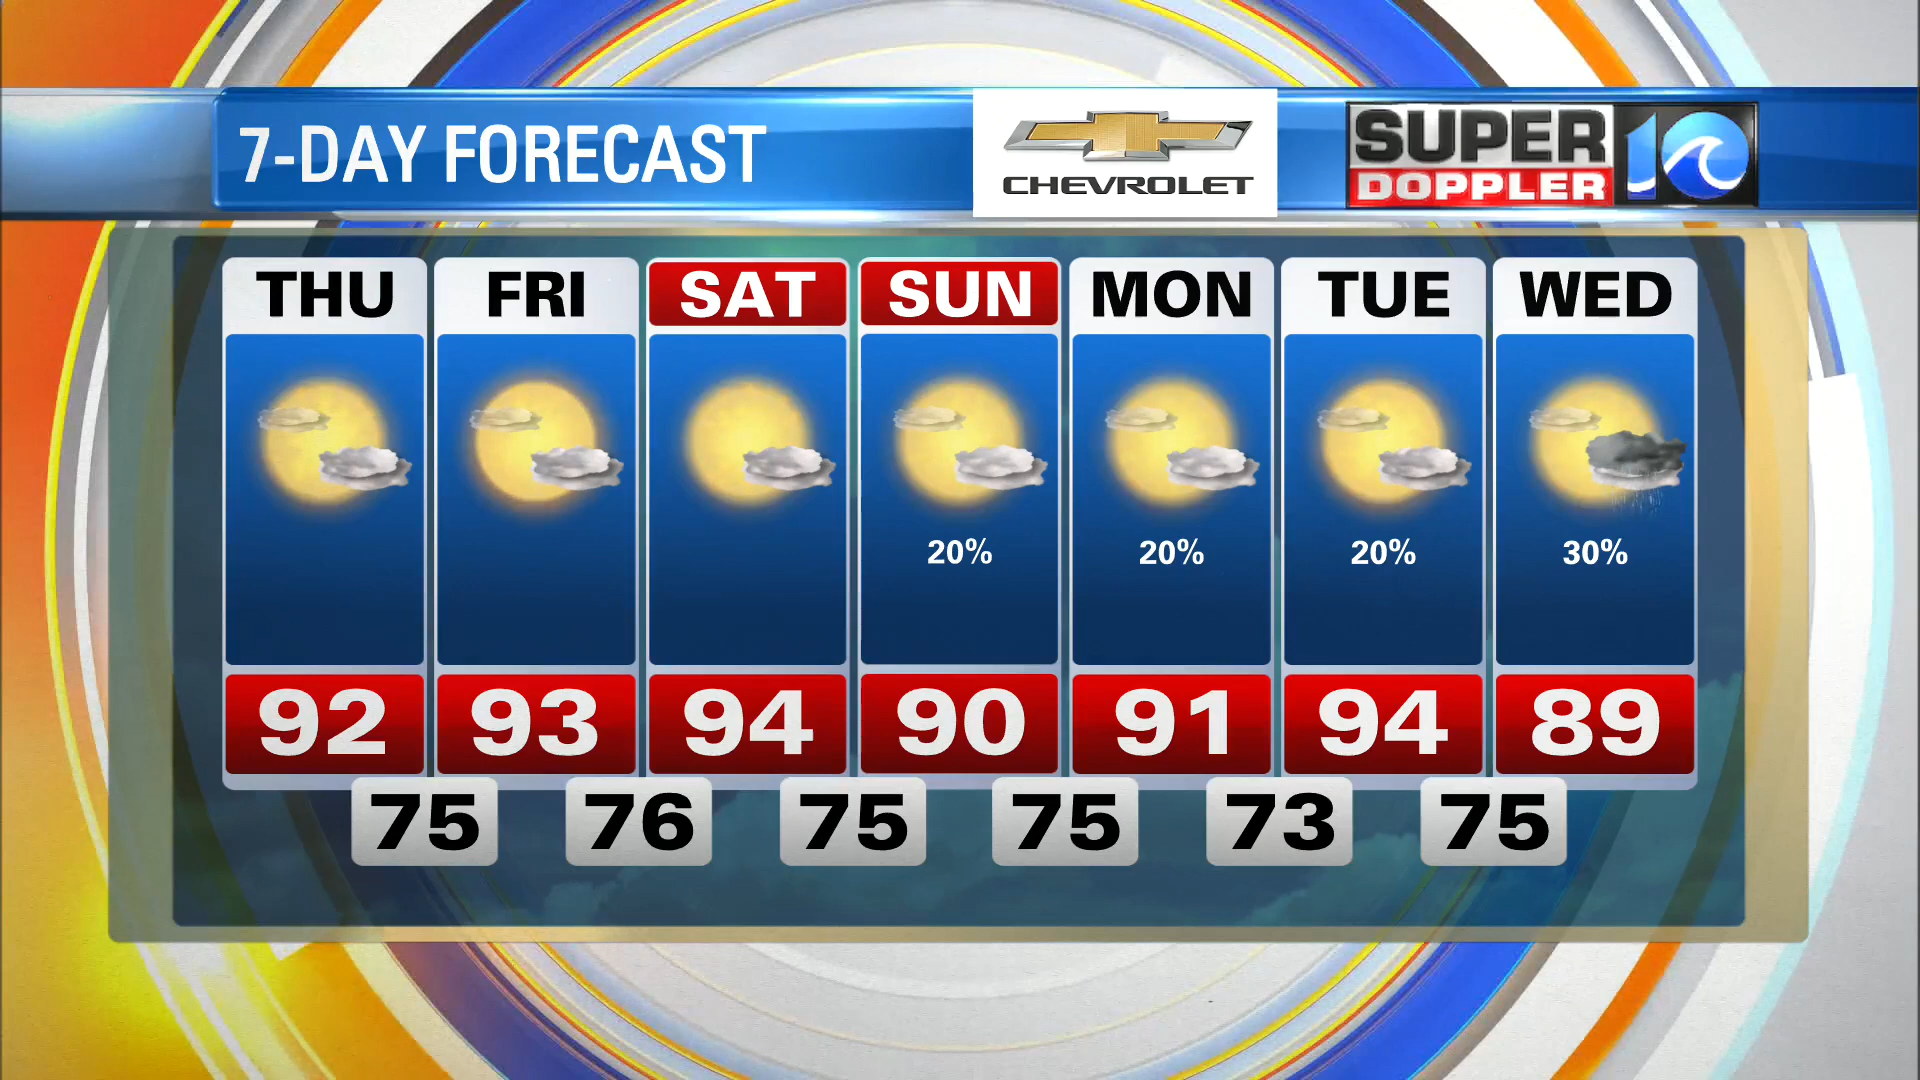 7-DAY FORECAST
CHEVROLET
SUPER
DOPPLER
10
THU FRI SAT SUN MON TUE WED
20% 20% 20% 30%
92 93 94 90 91 94 89
75 76 75 75 73 75